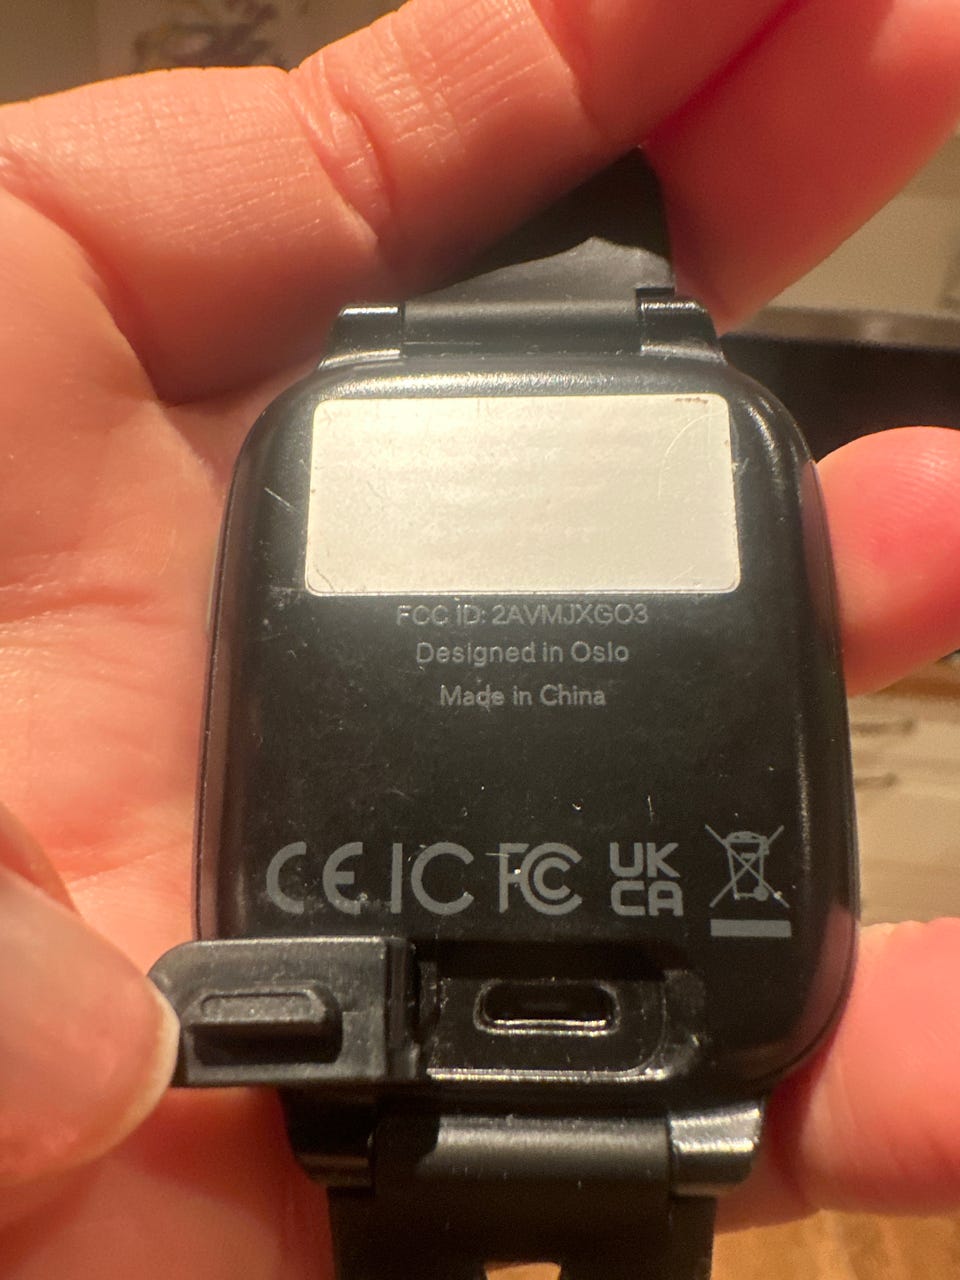 FCC ID: 2AVMJXGO3
Designed in Oslo
Made in China
CE IC FC UK
CA